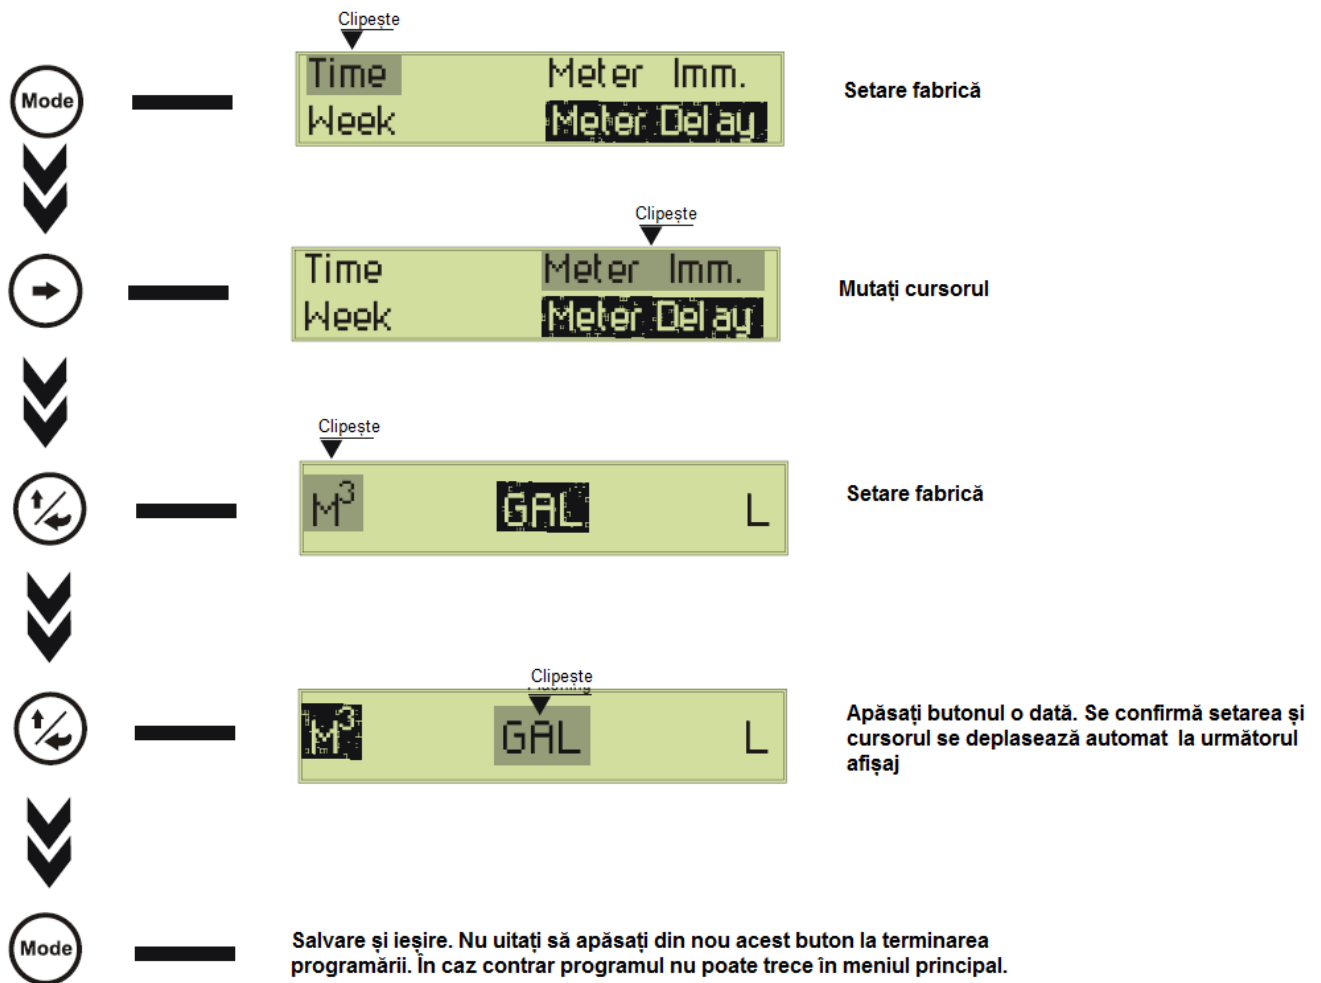 Clipește
Mode
Time Meter Imm.
Week Meter Delay
Setare fabrică
Clipește
Time Meter Imm.
Week Meter Delay
Mutați cursorul
Clipește
M³ GAL L
Setare fabrică
Clipește
M³ GAL L
Apăsați butonul o dată. Se confirmă setarea și
cursorul se deplasează automat la următorul
afișaj
Mode
Salvare și ieșire. Nu uitați să apăsați din nou acest buton la terminarea
programării. În caz contrar programul nu poate trece în meniul principal.